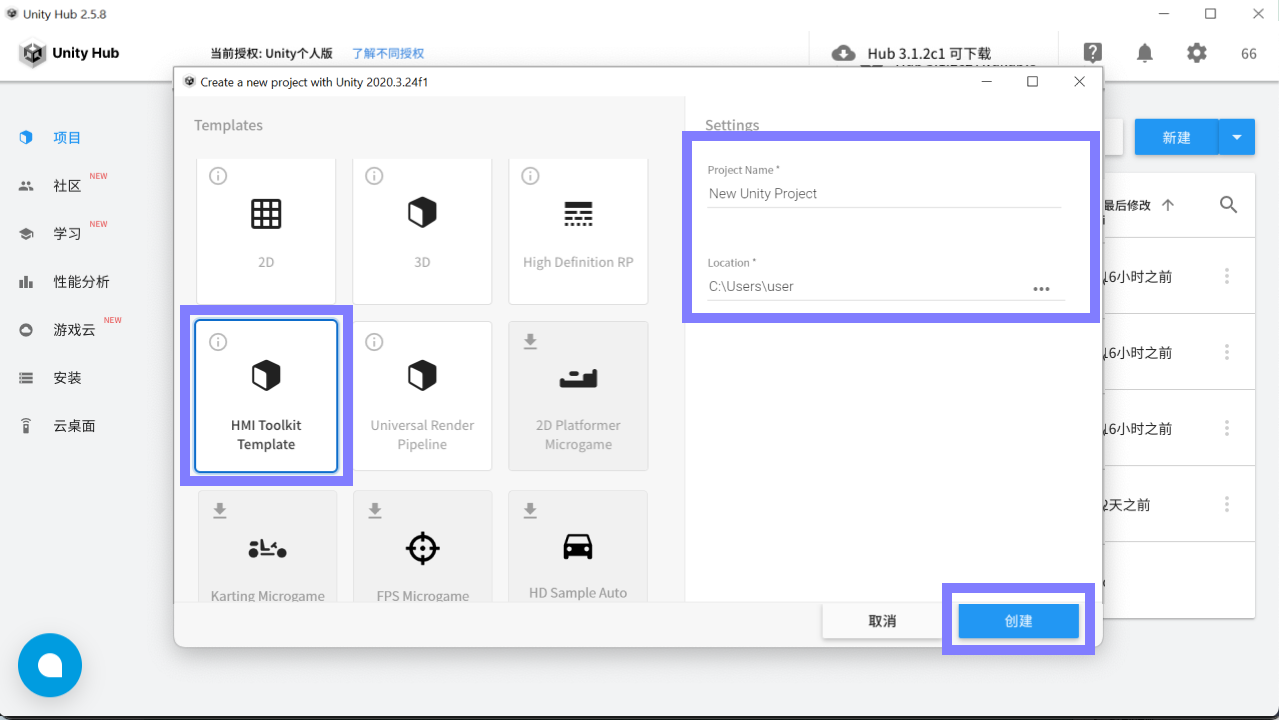 Unity Hub 2.5.8
Unity Hub
当前授权: Unity个人版 了解不同授权
Hub 3.1.2c1 可下载
66
Create a new project with Unity 2020.3.24f1
项目
社区 NEW
学习 NEW
性能分析
游戏云 NEW
安装
云桌面
Templates
2D
3D
High Definition RP
HMI Toolkit
Template
Universal Render
Pipeline
2D Platformer
Microgame
Karting Microgame
FPS Microgame
HD Sample Auto
Settings
Project Name *
New Unity Project
Location *
C:\Users\user
取消
创建
新建
最后修改
16小时之前
16小时之前
16小时之前
2天之前